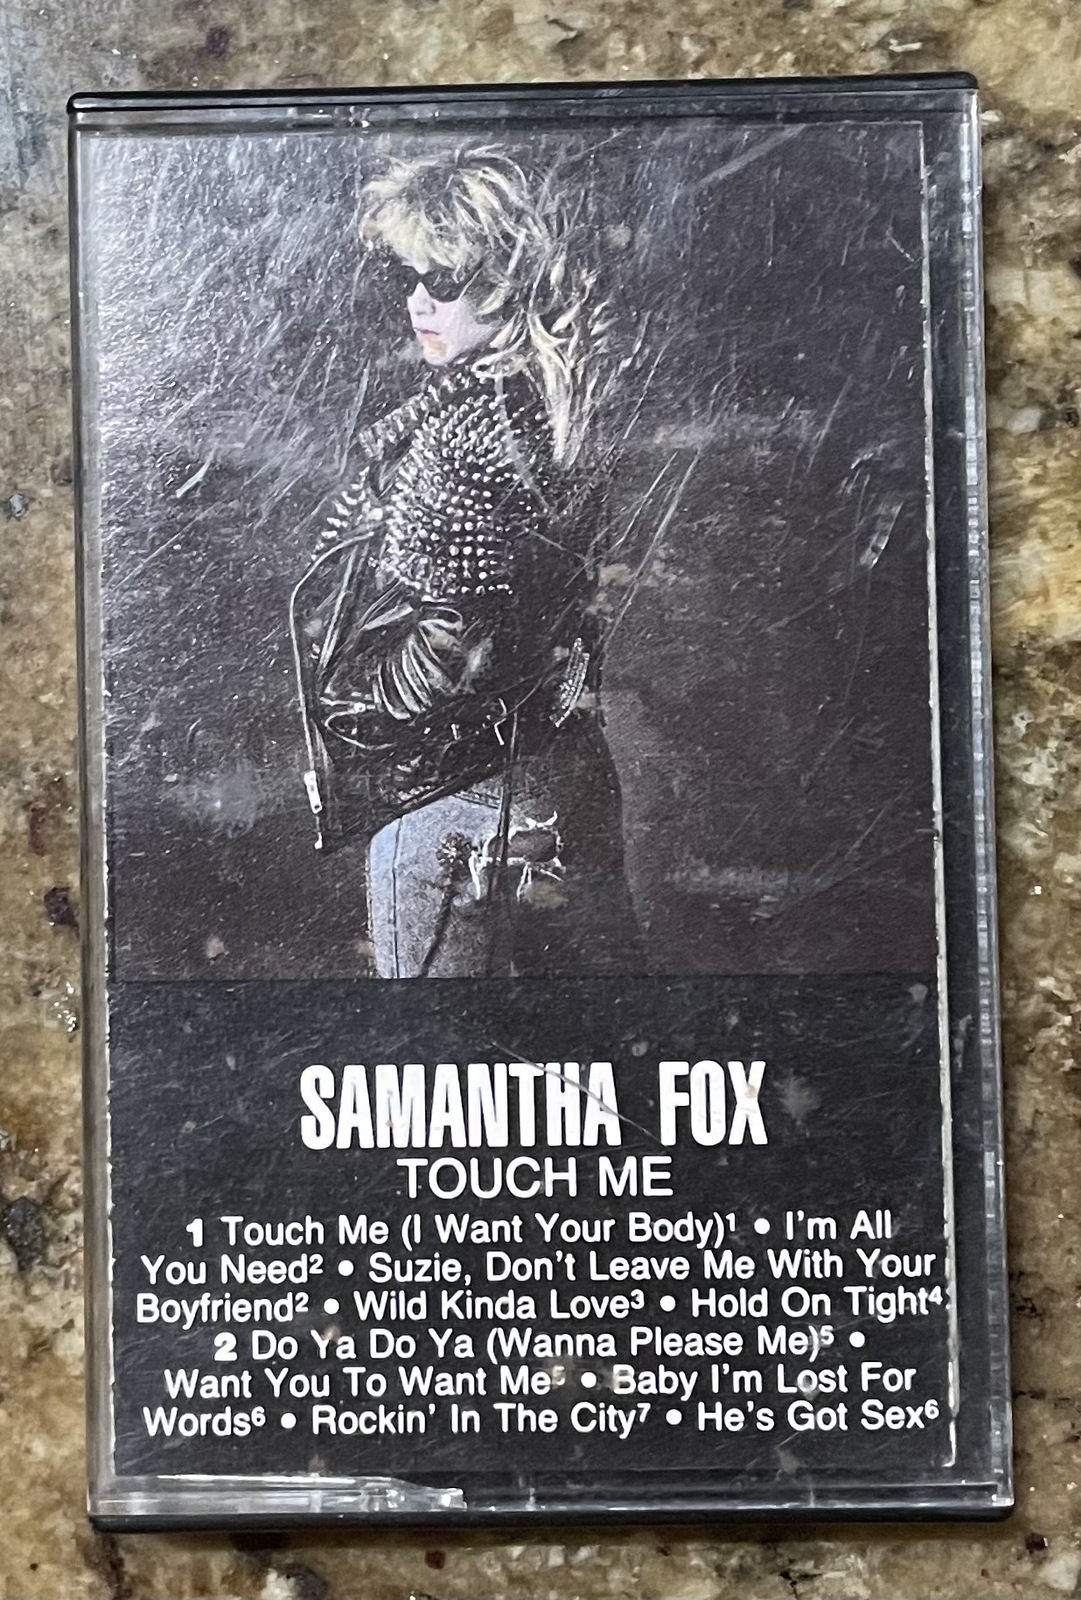 SAMANTHA FOX
TOUCH ME
1 Touch Me (I Want Your Body)¹ • I'm All
You Need² • Suzie, Don't Leave Me With Your
Boyfriend² • Wild Kinda Love³ • Hold On Tight⁴
2 Do Ya Do Ya (Wanna Please Me)⁵ •
Want You To Want Me⁵ • Baby I'm Lost For
Words⁶ • Rockin' In The City⁷ • He's Got Sex⁶